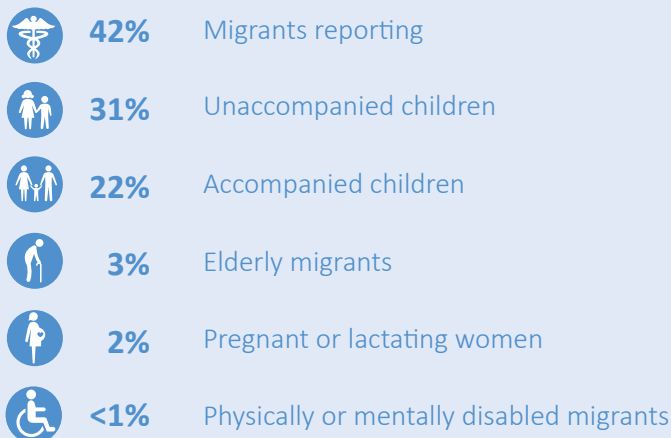 42% Migrants reporting
31% Unaccompanied children
22% Accompanied children
3% Elderly migrants
2% Pregnant or lactating women
<1% Physically or mentally disabled migrants